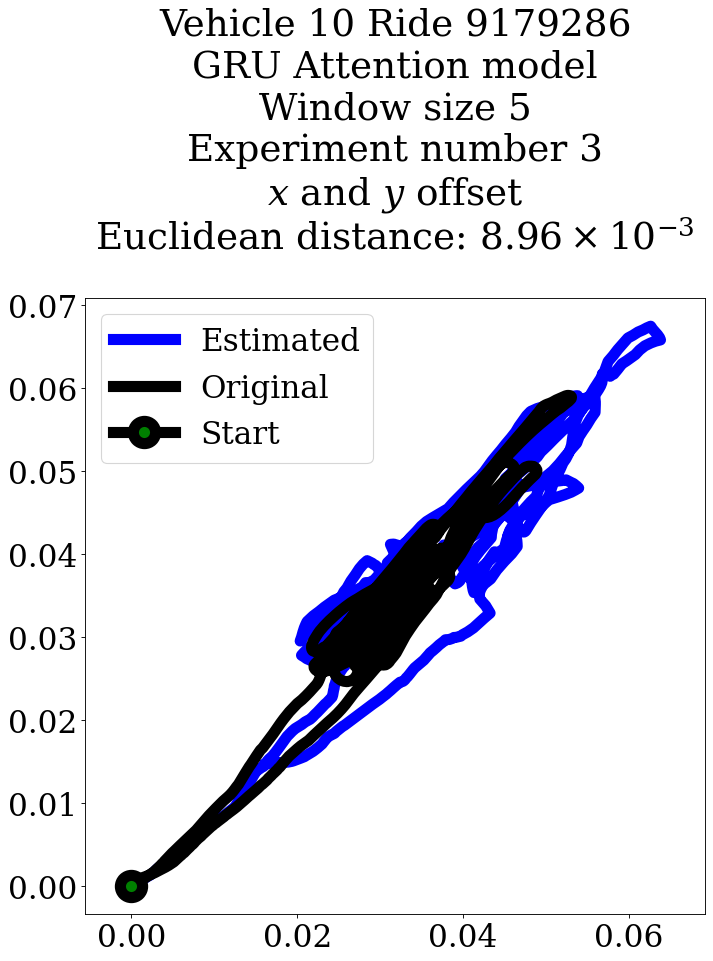 Vehicle 10 Ride 9179286
GRU Attention model
Window size 5
Experiment number 3
x and y offset
Euclidean distance: 8.96 × 10⁻³
0.07
0.06
0.05
0.04
0.03
0.02
0.01
0.00
Estimated
Original
Start
0.00 0.02 0.04 0.06